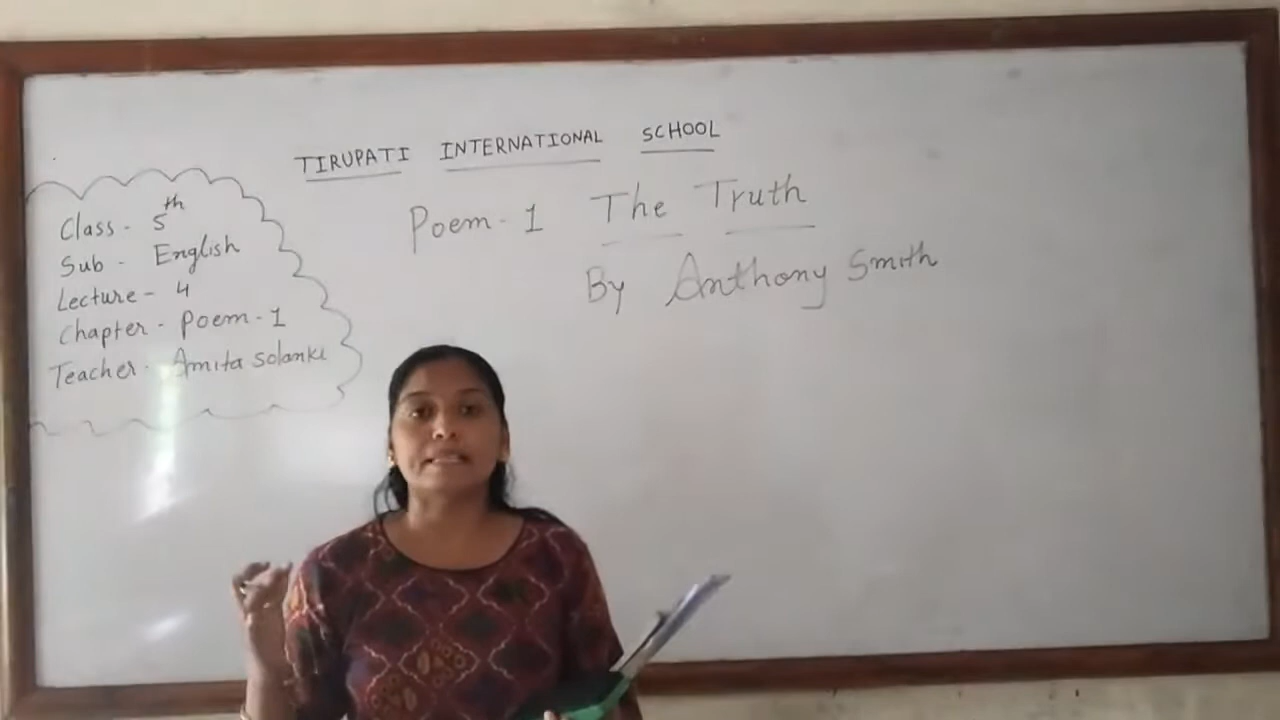 TIRUPATI INTERNATIONAL SCHOOL
Class - 5th
Sub - English
Lecture - 4
Chapter - Poem - 1
Teacher - Amita Solanki
Poem - 1 The Truth
By Anthony Smith